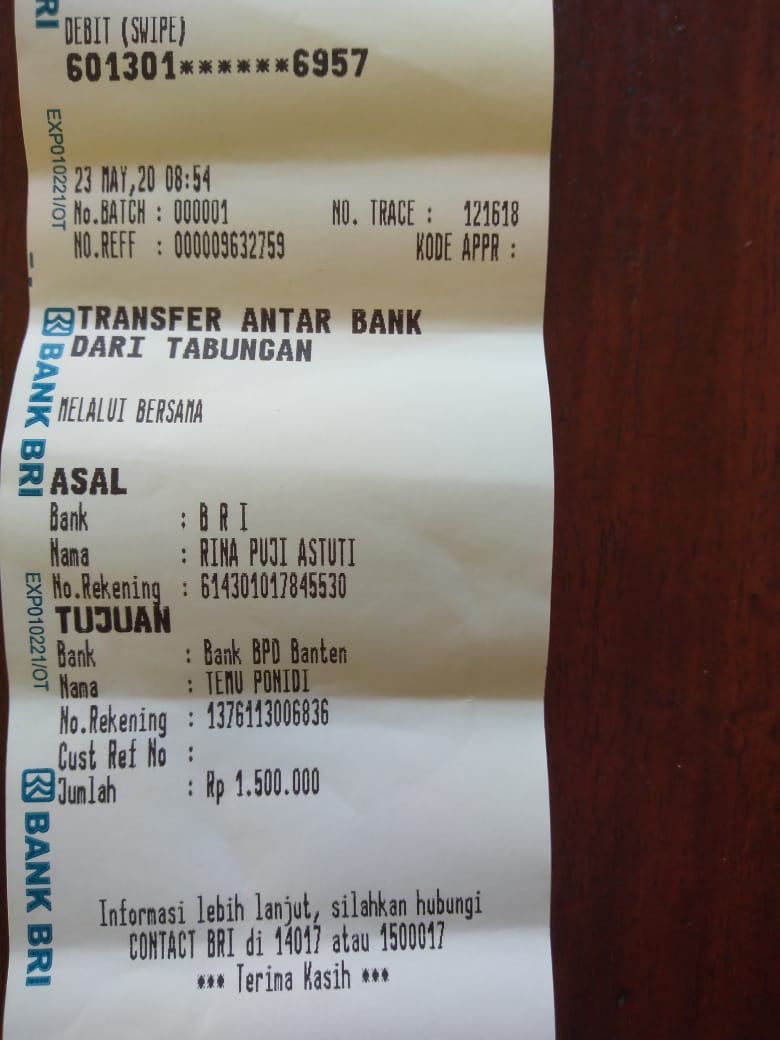 RI
DEBIT (SWIPE)
601301******6957
EXP010221/OT
23 MAY,20 08:54
No.BATCH : 000001 NO. TRACE : 121618
NO.REFF : 000009632759 KODE APPR :
TRANSFER ANTAR BANK
DARI TABUNGAN
BANK BRI
MELALUI BERSAMA
ASAL
Bank : B R I
Nama : RINA PUJI ASTUTI
No.Rekening : 614301017845530
EXP010221/OT
TUJUAN
Bank : Bank BPD Banten
Nama : TEMU PONIDI
No.Rekening : 1376113006836
Cust Ref No :
Jumlah : Rp 1.500.000
BANK BRI
Informasi lebih lanjut, silahkan hubungi
CONTACT BRI di 14017 atau 1500017
*** Terima Kasih ***